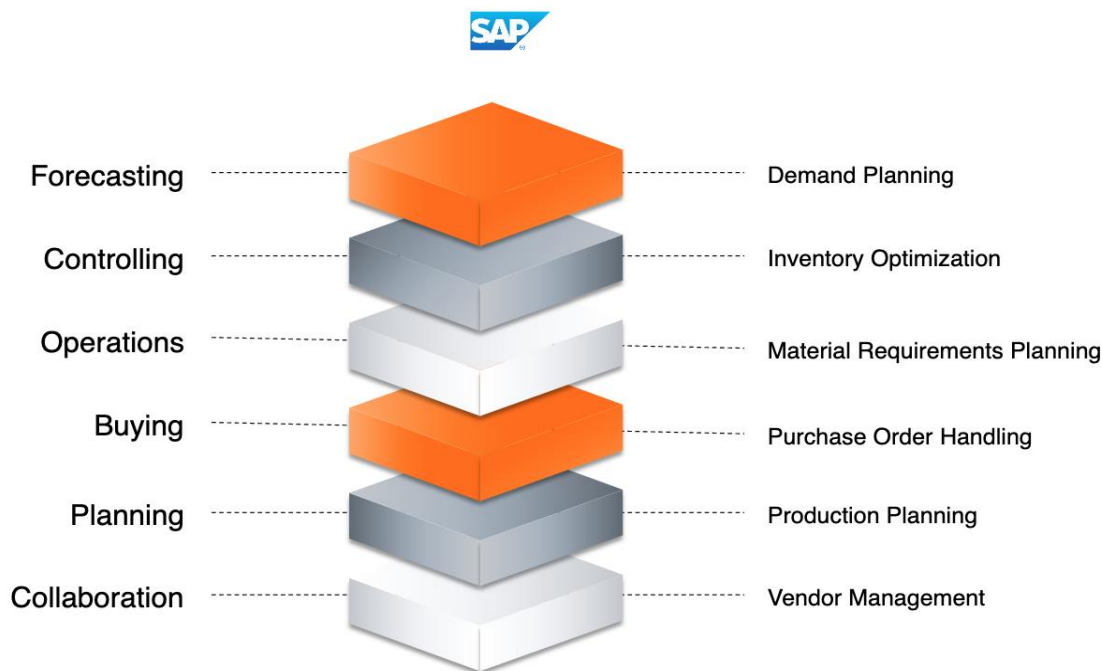 SAP
Forecasting
Demand Planning
Controlling
Inventory Optimization
Operations
Material Requirements Planning
Buying
Purchase Order Handling
Planning
Production Planning
Collaboration
Vendor Management